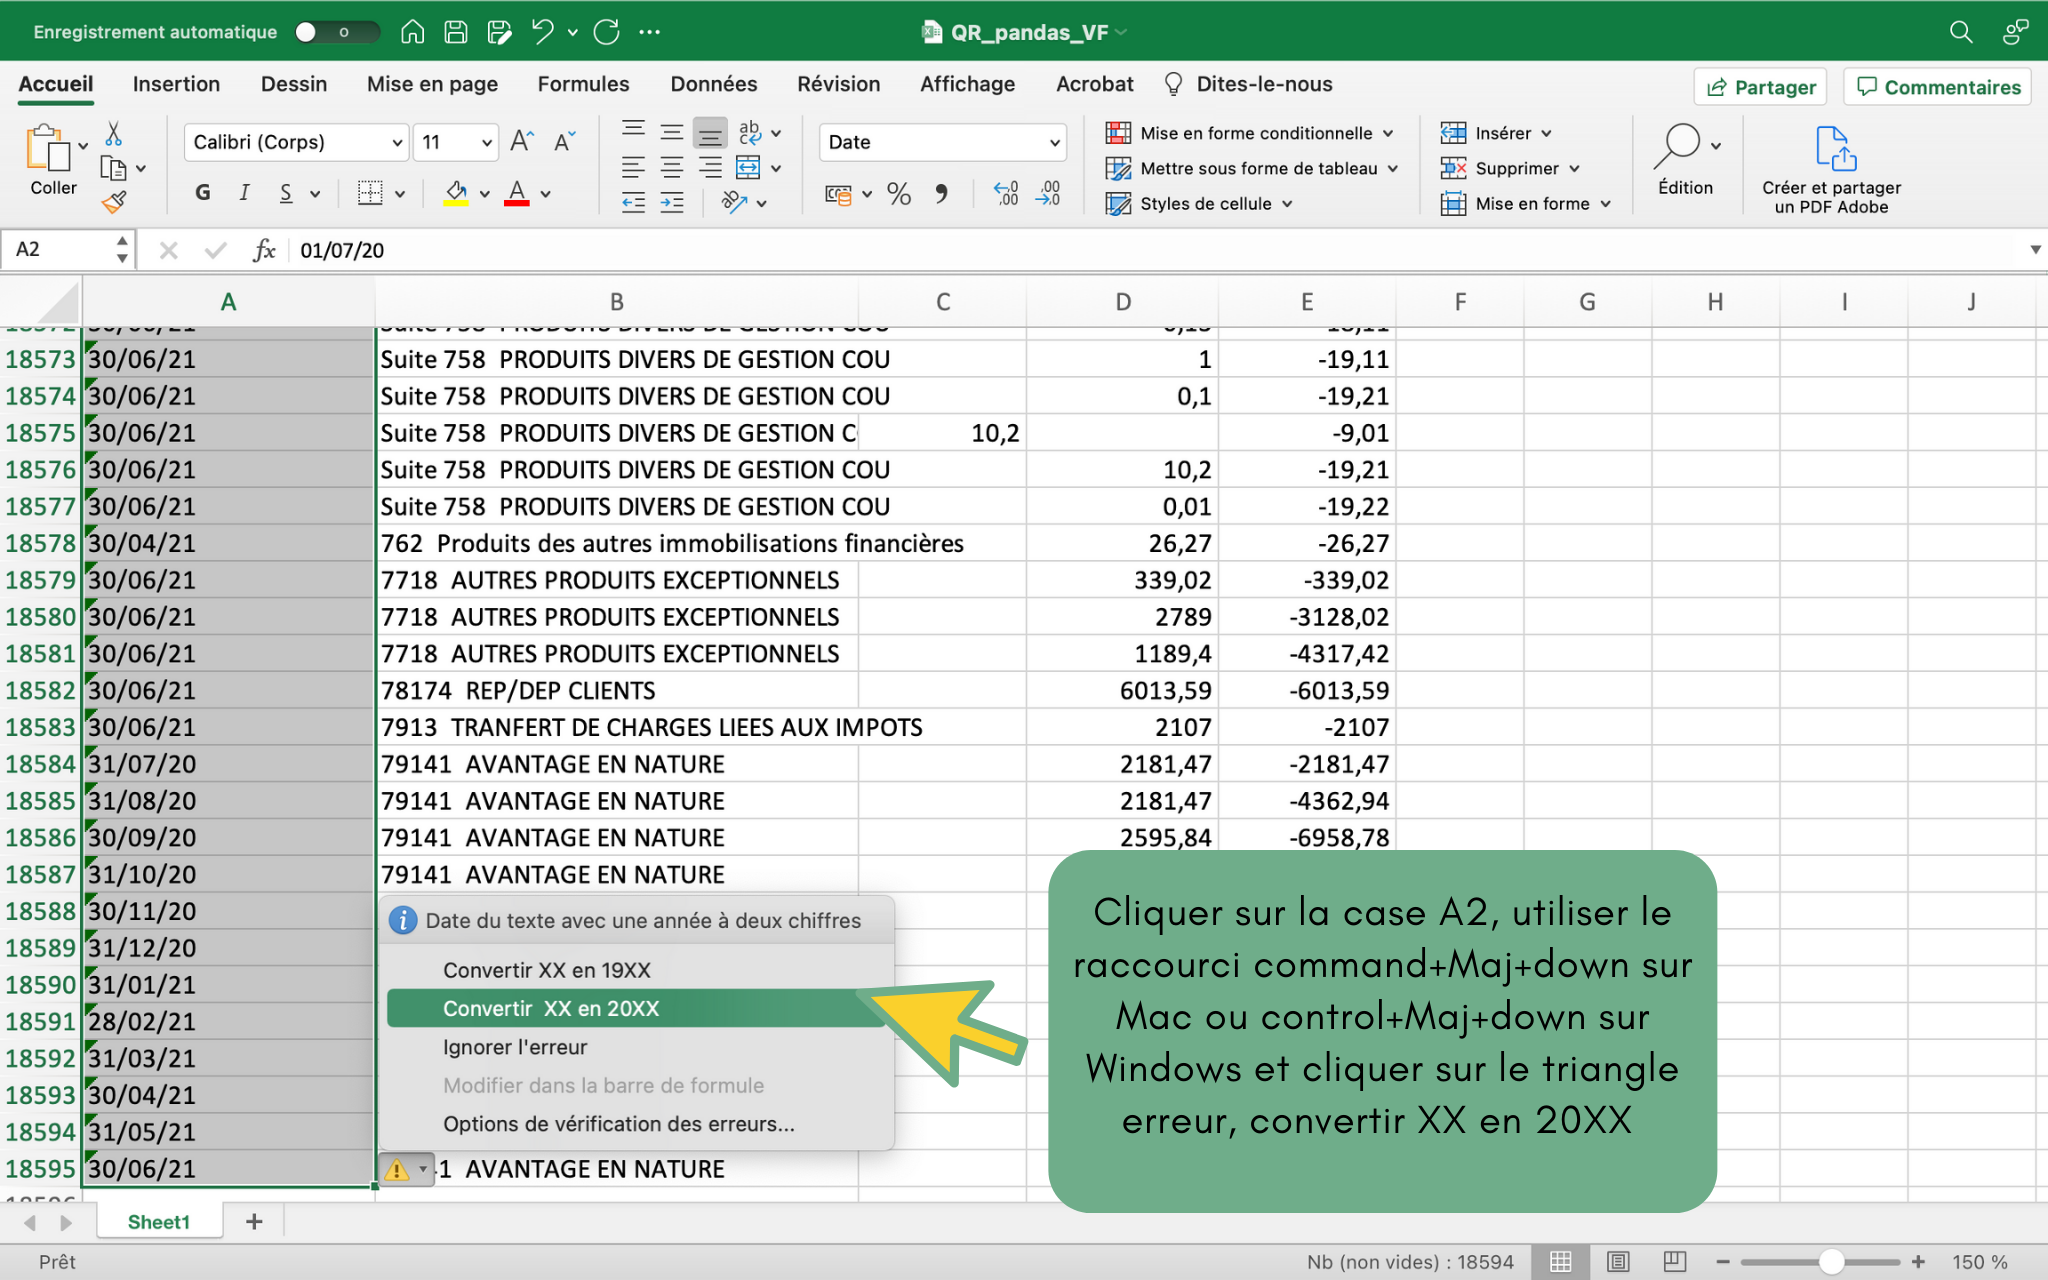 Enregistrement automatique
QR_pandas_VF
Accueil Insertion Dessin Mise en page Formules Données Révision Affichage Acrobat Dites-le-nous Partager Commentaires
Coller
Calibri (Corps) 11
G I S
ab
Date
% ,00
Mise en forme conditionnelle
Mettre sous forme de tableau
Styles de cellule
Insérer
Supprimer
Mise en forme
Édition
Créer et partager
un PDF Adobe
A2 fx 01/07/20
A B C D E F G H I J
18573 30/06/21 Suite 758 PRODUITS DIVERS DE GESTION COU 1 -19,11
18574 30/06/21 Suite 758 PRODUITS DIVERS DE GESTION COU 0,1 -19,21
18575 30/06/21 Suite 758 PRODUITS DIVERS DE GESTION C 10,2 -9,01
18576 30/06/21 Suite 758 PRODUITS DIVERS DE GESTION COU 10,2 -19,21
18577 30/06/21 Suite 758 PRODUITS DIVERS DE GESTION COU 0,01 -19,22
18578 30/04/21 762 Produits des autres immobilisations financières 26,27 -26,27
18579 30/06/21 7718 AUTRES PRODUITS EXCEPTIONNELS 339,02 -339,02
18580 30/06/21 7718 AUTRES PRODUITS EXCEPTIONNELS 2789 -3128,02
18581 30/06/21 7718 AUTRES PRODUITS EXCEPTIONNELS 1189,4 -4317,42
18582 30/06/21 78174 REP/DEP CLIENTS 6013,59 -6013,59
18583 30/06/21 7913 TRANFERT DE CHARGES LIEES AUX IMPOTS 2107 -2107
18584 31/07/20 79141 AVANTAGE EN NATURE 2181,47 -2181,47
18585 31/08/20 79141 AVANTAGE EN NATURE 2181,47 -4362,94
18586 30/09/20 79141 AVANTAGE EN NATURE 2595,84 -6958,78
18587 31/10/20 79141 AVANTAGE EN NATURE
18588 30/11/20
18589 31/12/20
18590 31/01/21
18591 28/02/21
18592 31/03/21
18593 30/04/21
18594 31/05/21
18595 30/06/21 1 AVANTAGE EN NATURE
Date du texte avec une année à deux chiffres
Convertir XX en 19XX
Convertir XX en 20XX
Ignorer l'erreur
Modifier dans la barre de formule
Options de vérification des erreurs...
Cliquer sur la case A2, utiliser le
raccourci command+Maj+down sur
Mac ou control+Maj+down sur
Windows et cliquer sur le triangle
erreur, convertir XX en 20XX
Sheet1 +
Prêt
Nb (non vides) : 18594
150 %